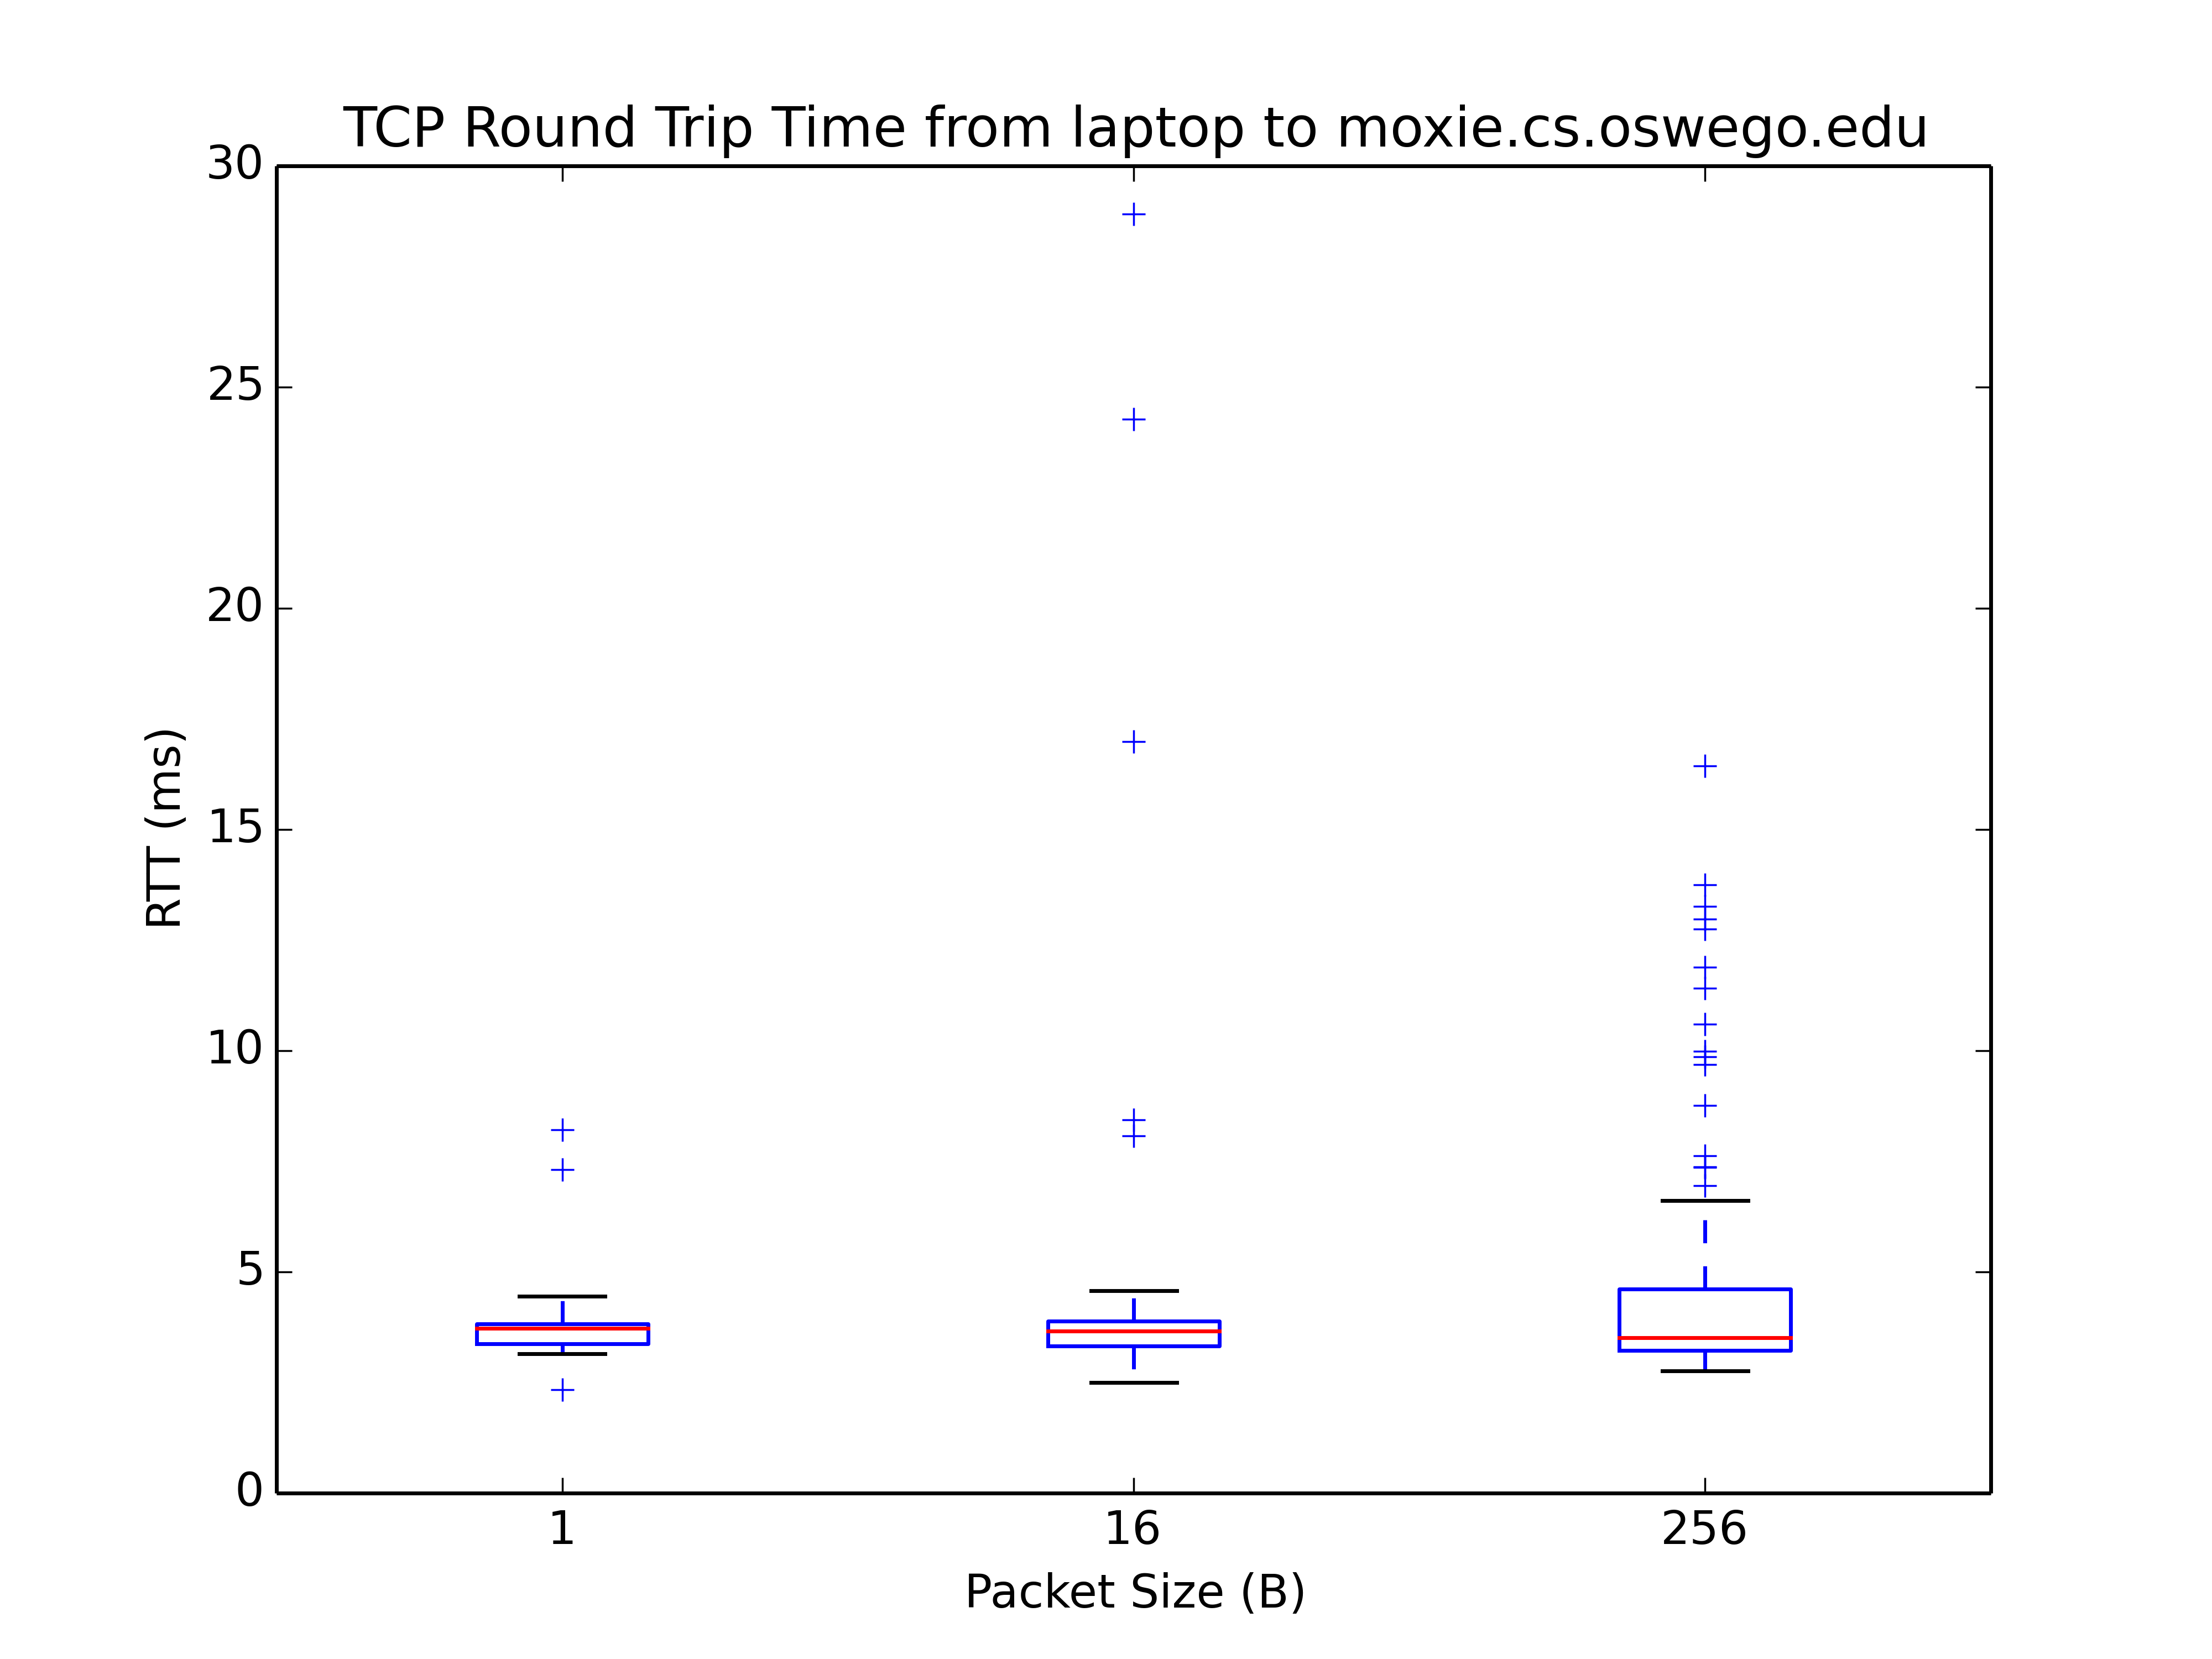 TCP Round Trip Time from laptop to moxie.cs.oswego.edu
30
25
20
15
10
5
0
RTT (ms)
1 16 256
Packet Size (B)